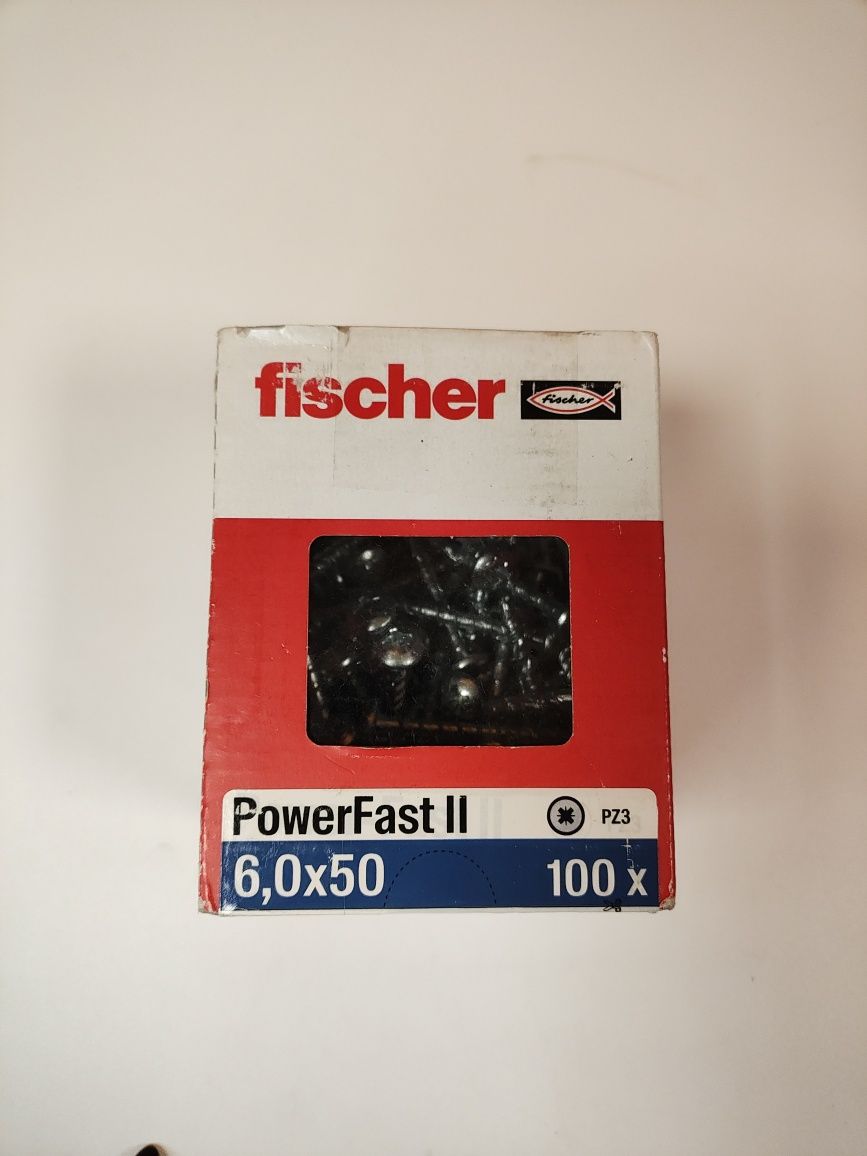 fischer fischer
PowerFast II PZ3
6,0x50 100 x